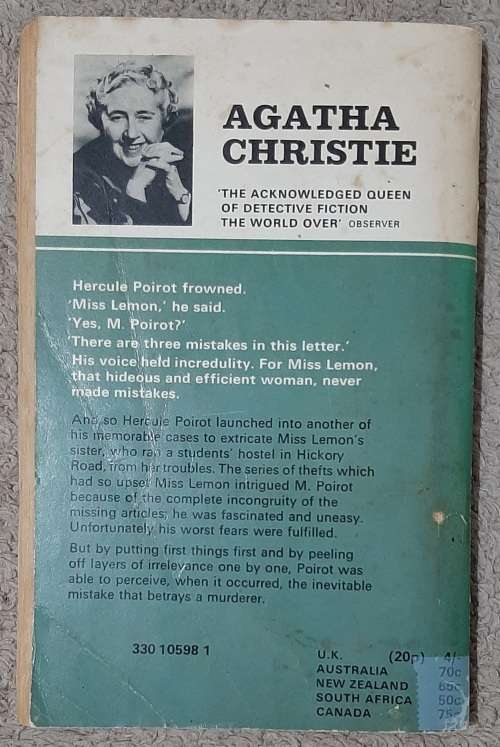 AGATHA
CHRISTIE
'THE ACKNOWLEDGED QUEEN
OF DETECTIVE FICTION
THE WORLD OVER' OBSERVER
Hercule Poirot frowned.
'Miss Lemon,' he said.
'Yes, M. Poirot?'
'There are three mistakes in this letter.'
His voice held incredulity. For Miss Lemon,
that hideous and efficient woman, never
made mistakes.
And so Hercule Poirot launched into another of
his memorable cases to extricate Miss Lemon's
sister, who ran a students' hostel in Hickory
Road, from her troubles. The series of thefts which
had so upset Miss Lemon intrigued M. Poirot
because of the complete incongruity of the
missing articles; he was fascinated and uneasy.
Unfortunately his worst fears were fulfilled.
But by putting first things first and by peeling
off layers of irrelevance one by one, Poirot was
able to perceive, when it occurred, the inevitable
mistake that betrays a murderer.
330 10598 1
U.K. (20p) 4/-
AUSTRALIA 70c
NEW ZEALAND 65c
SOUTH AFRICA 50c
CANADA 75c